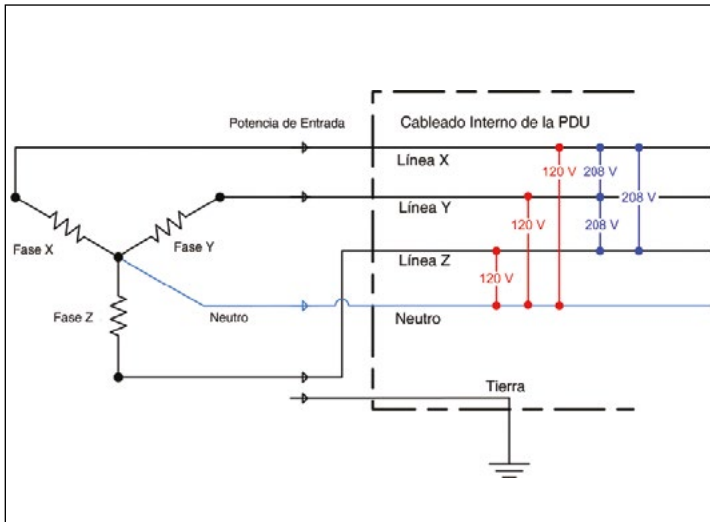 Potencia de Entrada
Cableado Interno de la PDU
Línea X
120 V
208 V
208 V
Línea Y
120 V
208 V
Fase X
Fase Y
Línea Z
120 V
Fase Z
Neutro
Neutro
Tierra